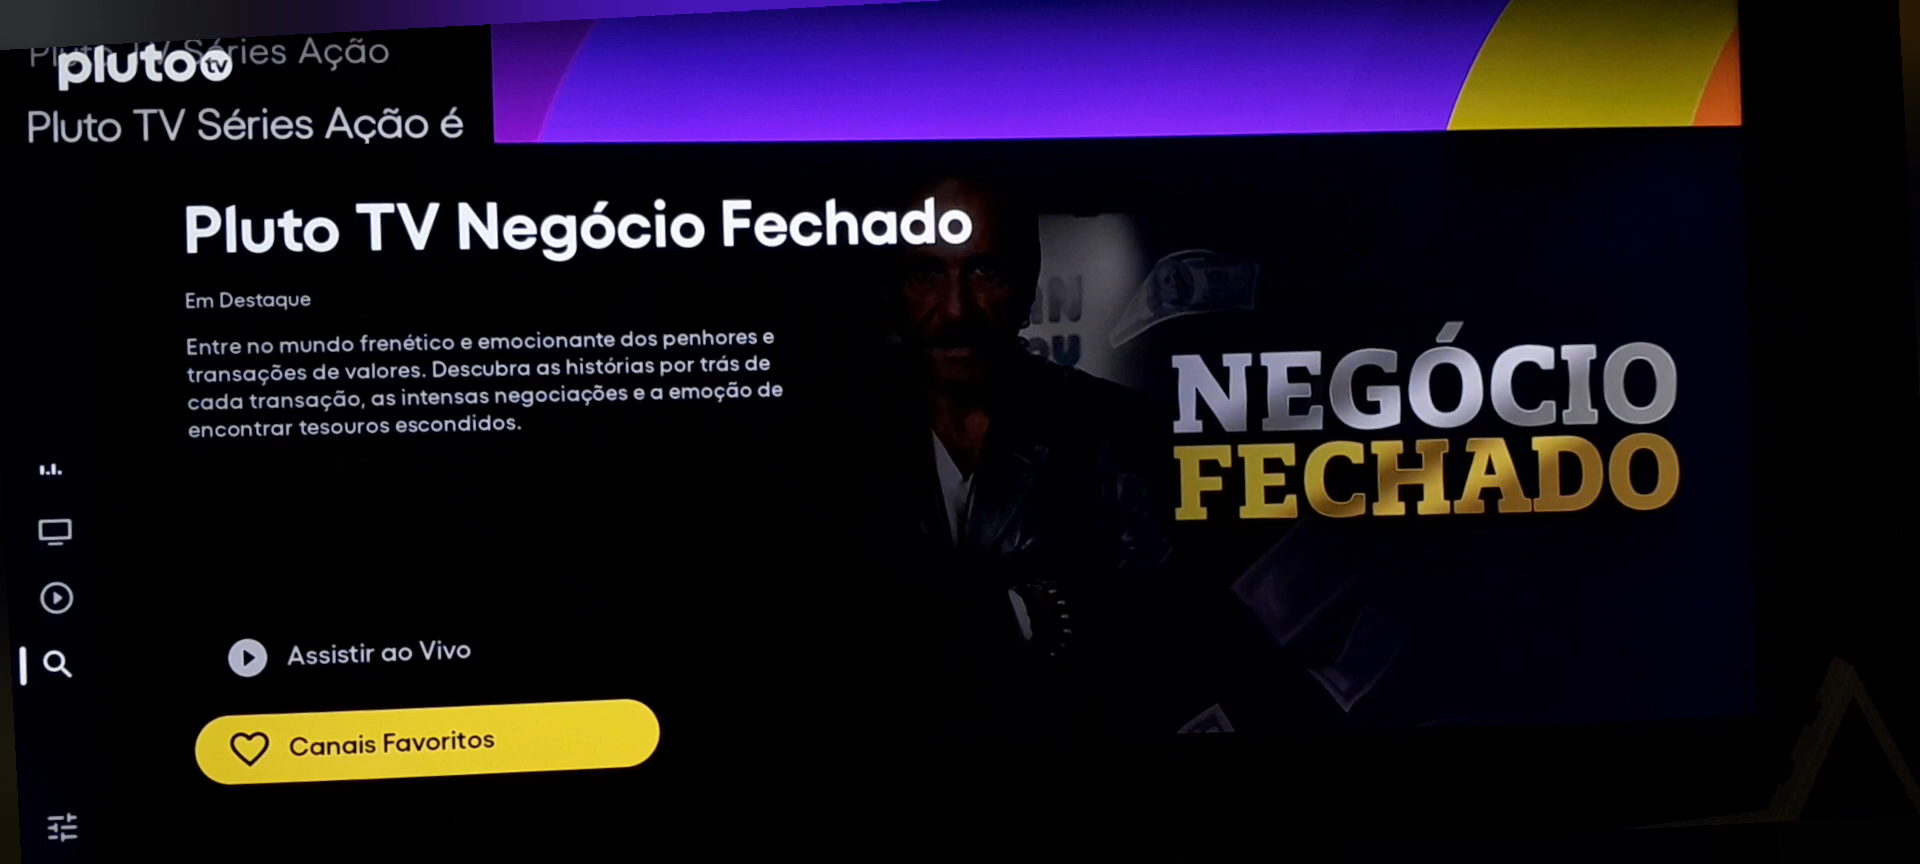 Pluto TV Séries Ação
pluto tv
Pluto TV Séries Ação é
Pluto TV Negócio Fechado
Em Destaque
Entre no mundo frenético e emocionante dos penhores e
transações de valores. Descubra as histórias por trás de
cada transação, as intensas negociações e a emoção de
encontrar tesouros escondidos.
NEGÓCIO
FECHADO
Assistir ao Vivo
Canais Favoritos